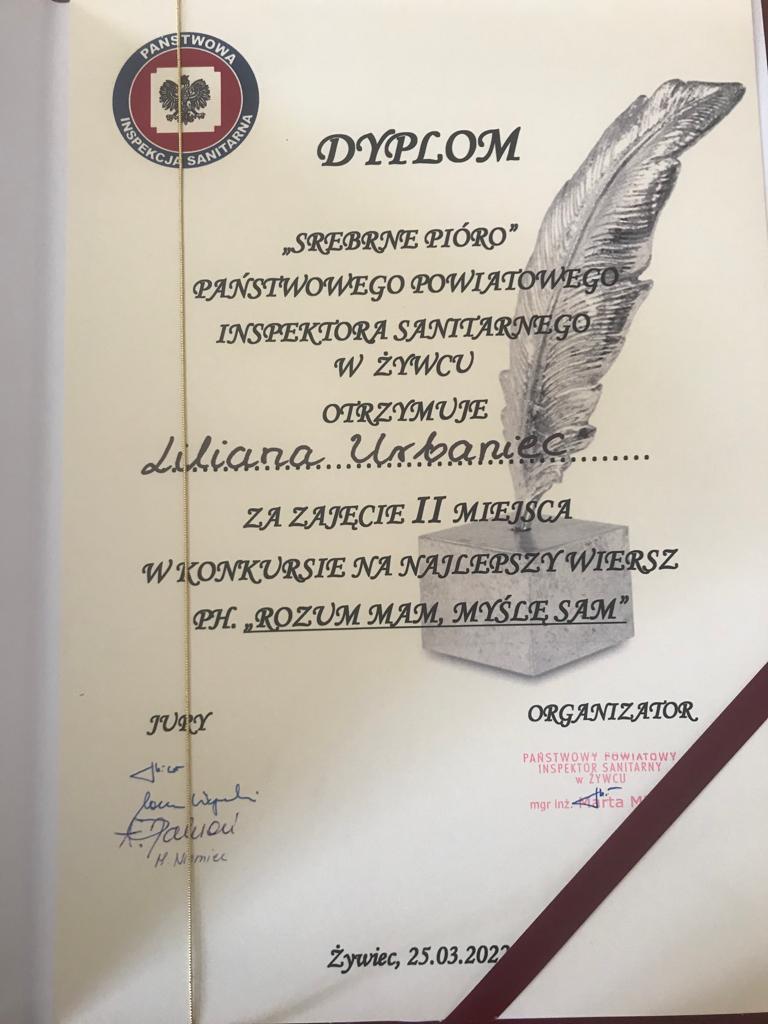 PAŃSTWOWA
INSPEKCJA SANITARNA
DYPLOM
„SREBRNE PIÓRO”
PAŃSTWOWEGO POWIATOWEGO
INSPEKTORA SANITARNEGO
W ŻYWCU
OTRZYMUJE
Liliana Urbaniec
ZA ZAJĘCIE II MIEJSCA
W KONKURSIE NA NAJLEPSZY WIERSZ
PH. „ROZUM MAM, MYŚLĘ SAM”
JURY
H. Niemiec
ORGANIZATOR
PAŃSTWOWY POWIATOWY
INSPEKTOR SANITARNY
w ŻYWCU
mgr inż. Marta M
Żywiec, 25.03.2022